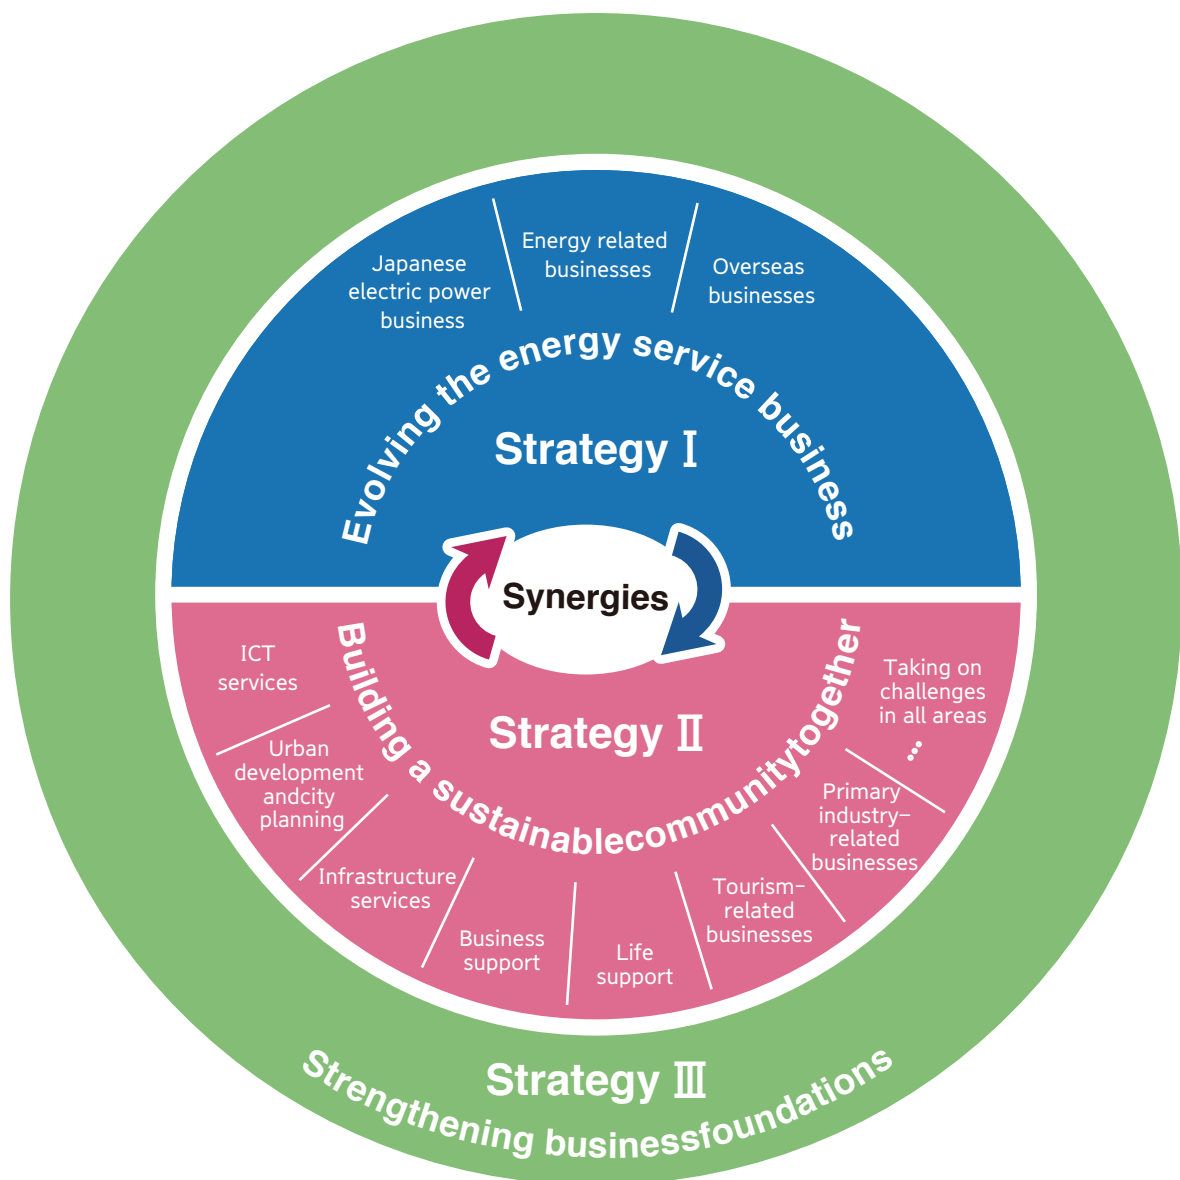 Japanese
electric power
business
Energy related
businesses
Overseas
businesses
Evolving the energy service business
Strategy Ⅰ
Synergies
Strategy Ⅱ
Building a sustainablecommunitytogether
ICT
services
Urban
development
andcity
planning
Infrastructure
services
Business
support
Life
support
Tourism–
related
businesses
Primary
industry–
related
businesses
Taking on
challenges
in all areas
•••
Strategy Ⅲ
Strengthening businessfoundations